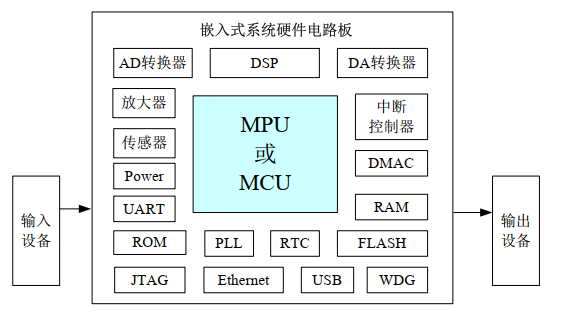 嵌入式系统硬件电路板
AD转换器
DSP
DA转换器
放大器
传感器
Power
UART
MPU
或
MCU
中断
控制器
DMAC
RAM
ROM
PLL
RTC
FLASH
JTAG
Ethernet
USB
WDG
输入
设备
输出
设备